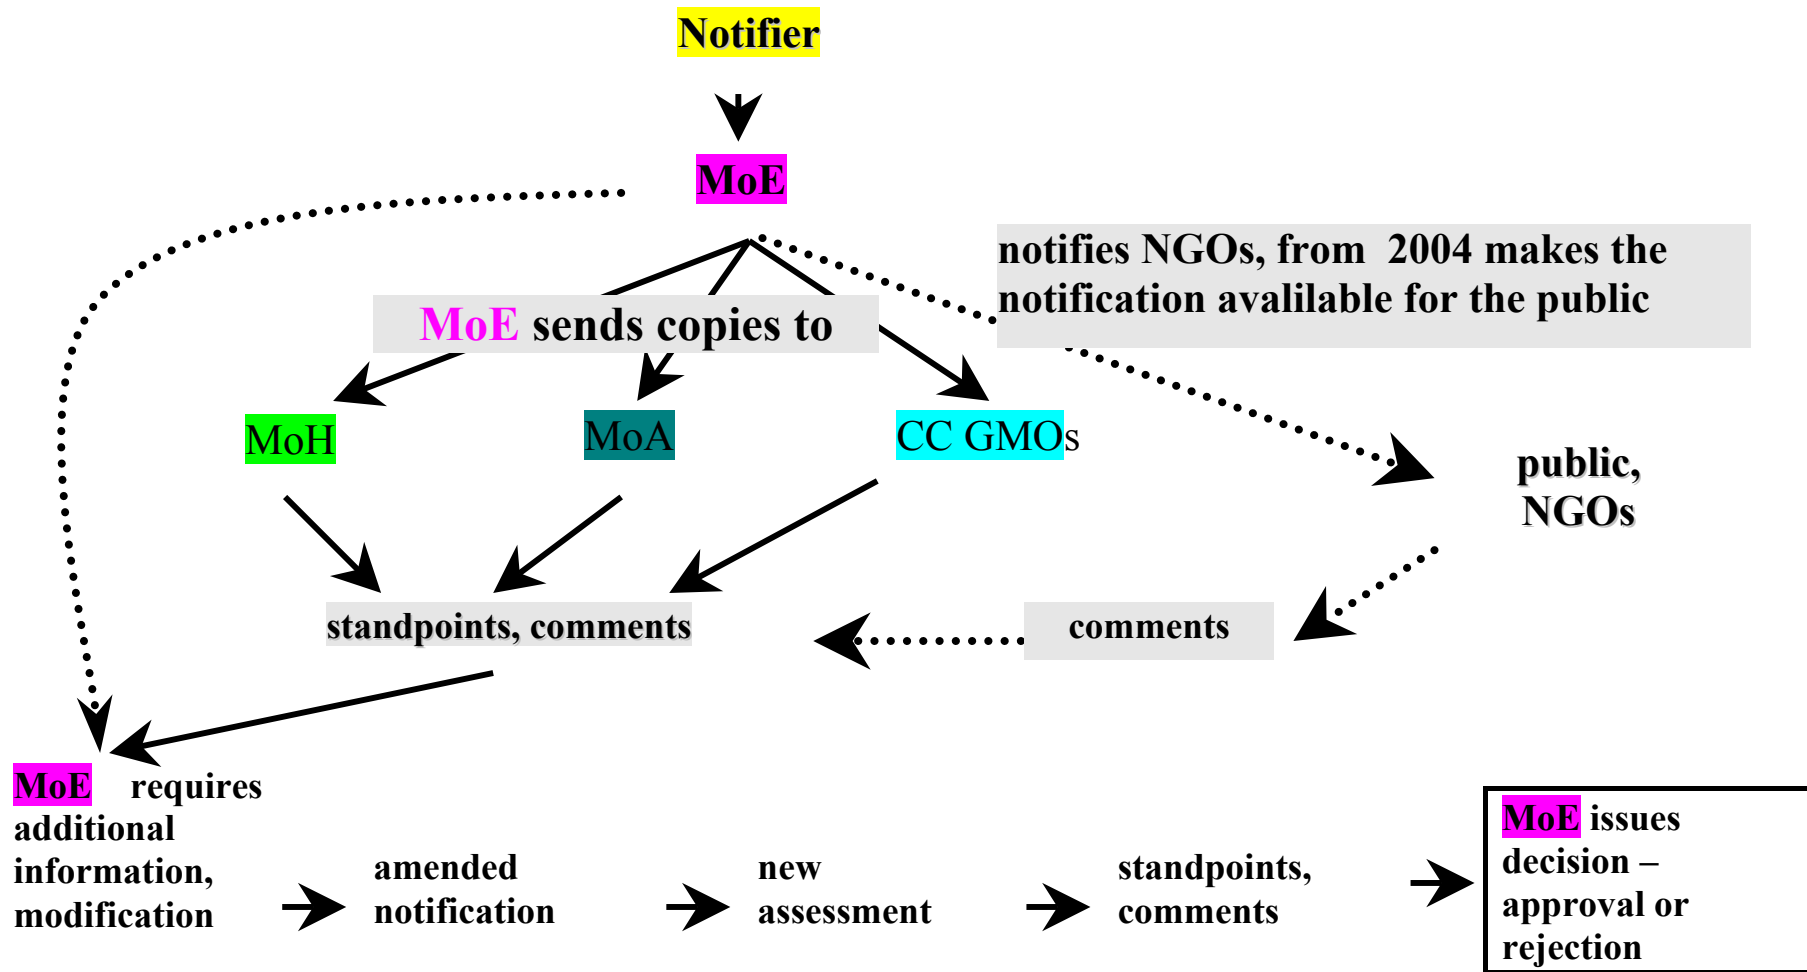 Notifier
MoE
notifies NGOs, from 2004 makes the
notification avalilable for the public
MoE sends copies to
MoH
MoA
CC GMOs
public,
NGOs
standpoints, comments
comments
MoE requires
additional
information,
modification
amended
notification
new
assessment
standpoints,
comments
MoE issues
decision –
approval or
rejection